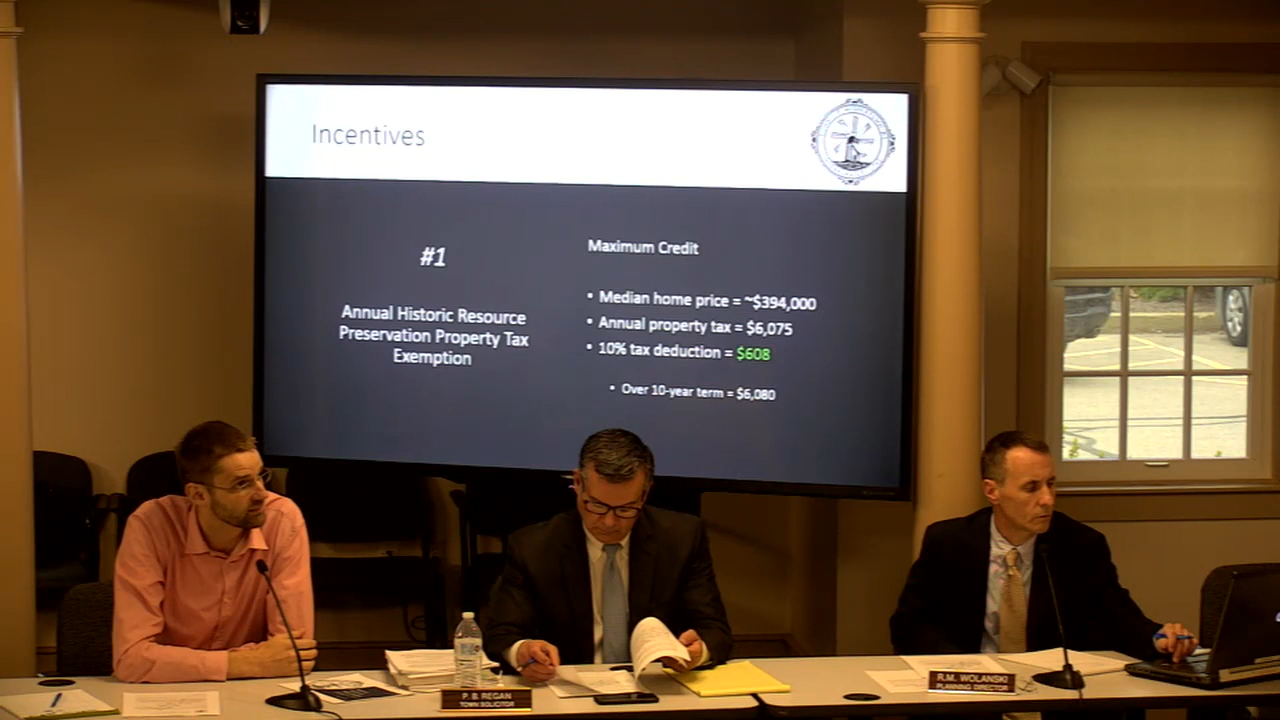 Incentives
#1
Annual Historic Resource
Preservation Property Tax
Exemption
Maximum Credit
• Median home price = ~$394,000
• Annual property tax = $6,075
• 10% tax deduction = $608
• Over 10-year term = $6,080
P. B. REGAN
TOWN SOLICITOR
R.M. WOLANSKI
PLANNING DIRECTOR